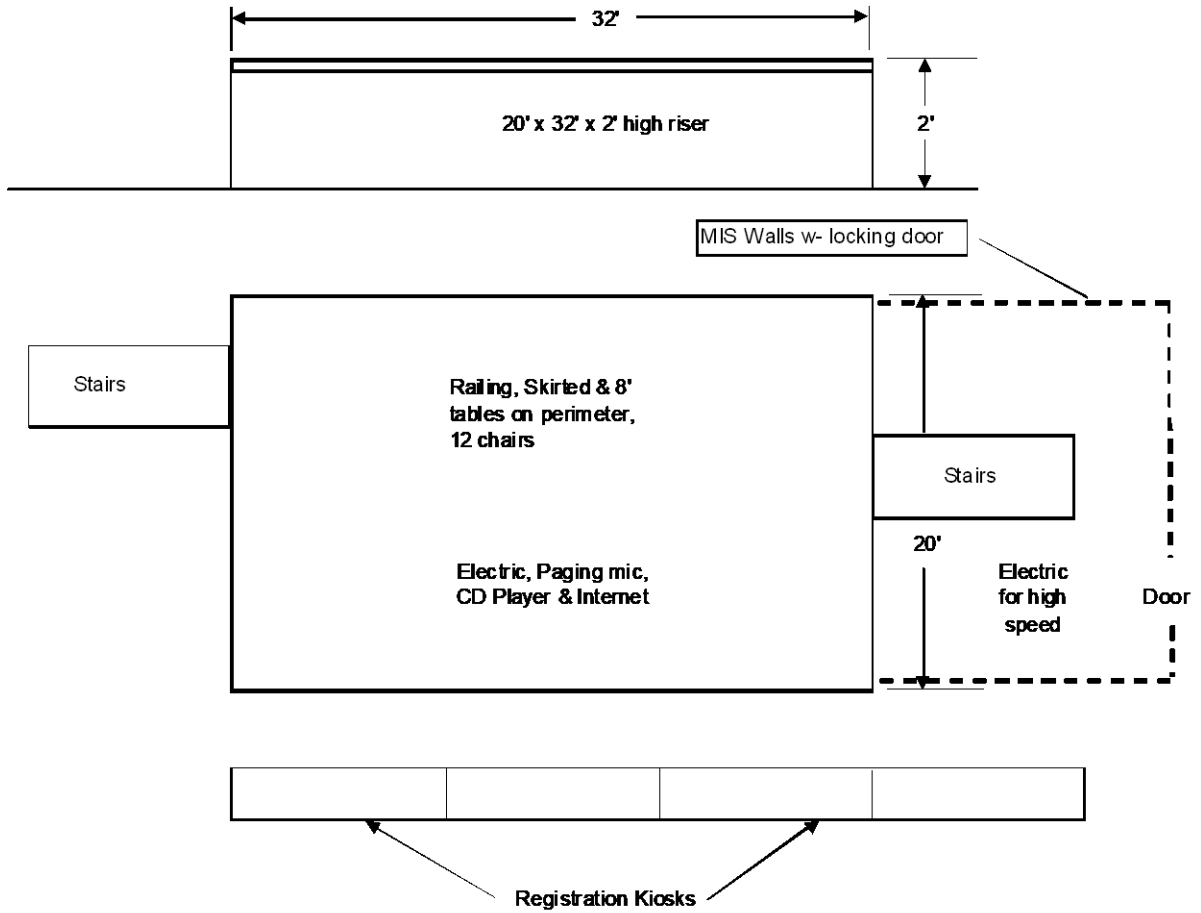 32'
20' x 32' x 2' high riser
2'
MIS Walls w- locking door
Stairs
Railing, Skirted & 8'
tables on perimeter,
12 chairs
Stairs
20'
Electric, Paging mic,
CD Player & Internet
Electric
for high
speed
Door
Registration Kiosks